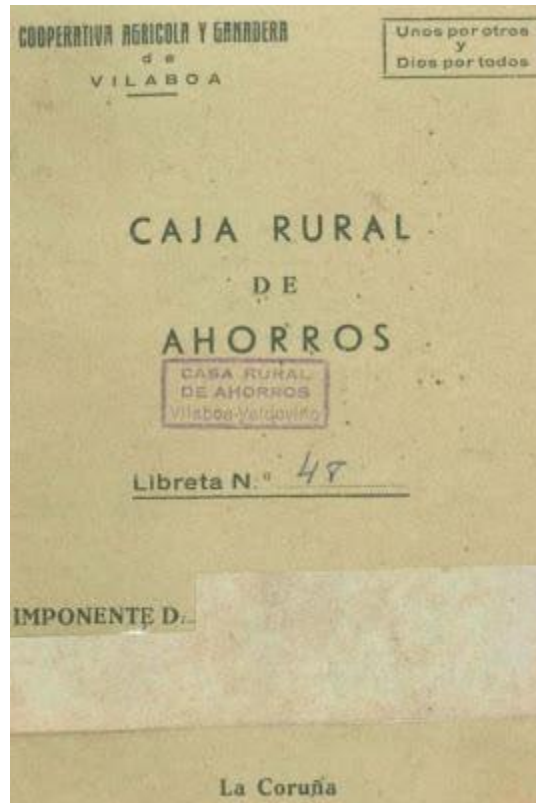 COOPERATIVA AGRICOLA Y GANADERA
de
VILABOA
Unos por otros
y
Dios por todos
CAJA RURAL
DE
AHORROS
CASA RURAL
DE AHORROS
Vilaboa-Valdoviño
Libreta N.º 48
IMPONENTE D.
La Coruña